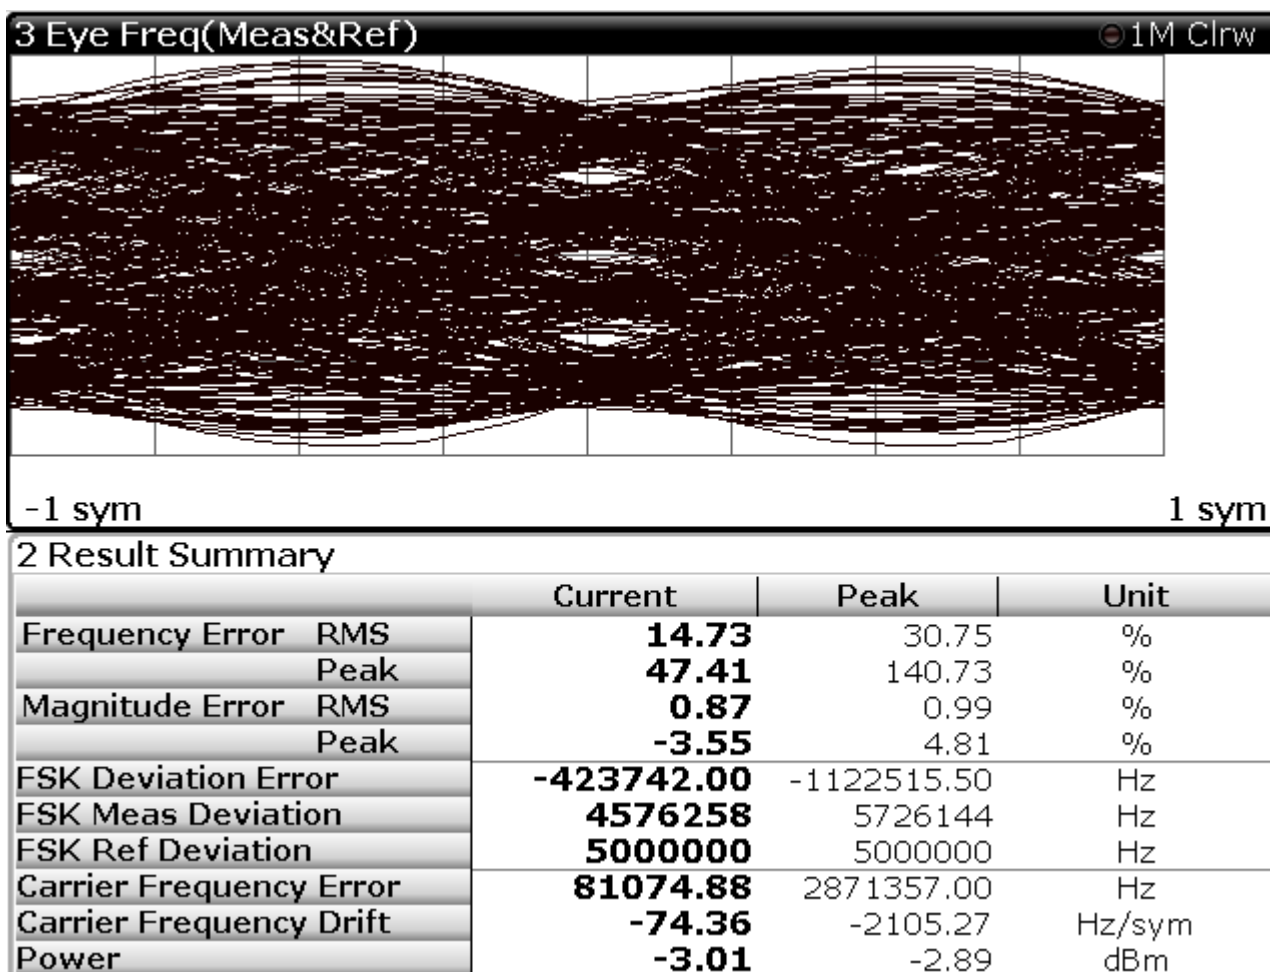 3 Eye Freq(Meas&Ref) 1M Clrw
-1 sym 1 sym
2 Result Summary
Current Peak Unit
Frequency Error RMS 14.73 30.75 %
Peak 47.41 140.73 %
Magnitude Error RMS 0.87 0.99 %
Peak -3.55 4.81 %
FSK Deviation Error -423742.00 -1122515.50 Hz
FSK Meas Deviation 4576258 5726144 Hz
FSK Ref Deviation 5000000 5000000 Hz
Carrier Frequency Error 81074.88 2871357.00 Hz
Carrier Frequency Drift -74.36 -2105.27 Hz/sym
Power -3.01 -2.89 dBm